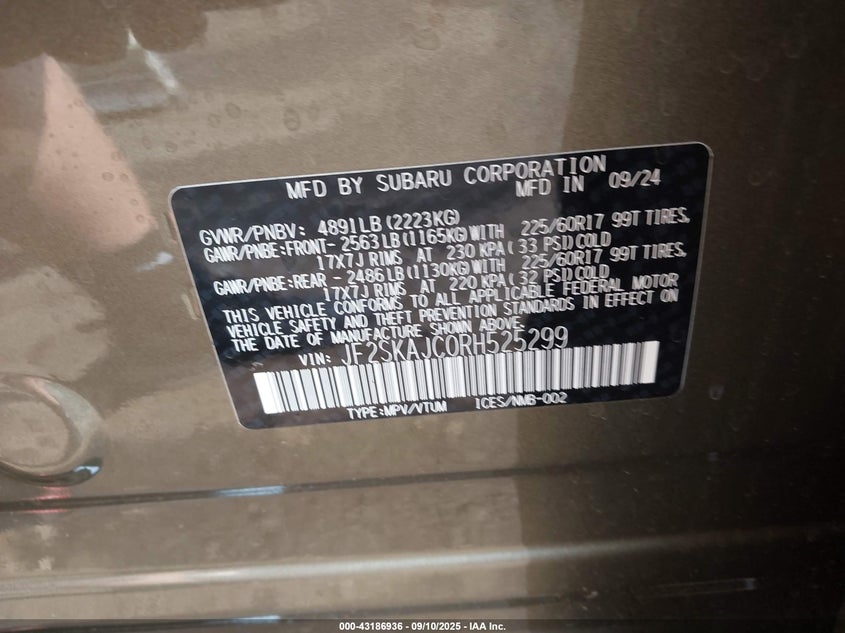 MFD BY SUBARU CORPORATION
MFD IN 09/24
GVWR/PNBV: 4891LB(2223KG)
GAWR/PNBE:FRONT- 2563LB(1165KG)WITH 225/60R17 99T TIRES,
17X7J RIMS AT 230 KPA( 33 PSI)COLD
GAWR/PNBE:REAR - 2486LB(1130KG)WITH 225/60R17 99T TIRES,
17X7J RIMS AT 220 KPA( 32 PSI)COLD
THIS VEHICLE CONFORMS TO ALL APPLICABLE FEDERAL MOTOR
VEHICLE SAFETY AND THEFT PREVENTION STANDARDS IN EFFECT ON
THE DATE OF MANUFACTURE SHOWN ABOVE.
VIN: JF2SKAJC0RH525299
TYPE:MPV/VTUM ICES/NMB-002
000-43186936 - 09/10/2025 - IAA Inc.